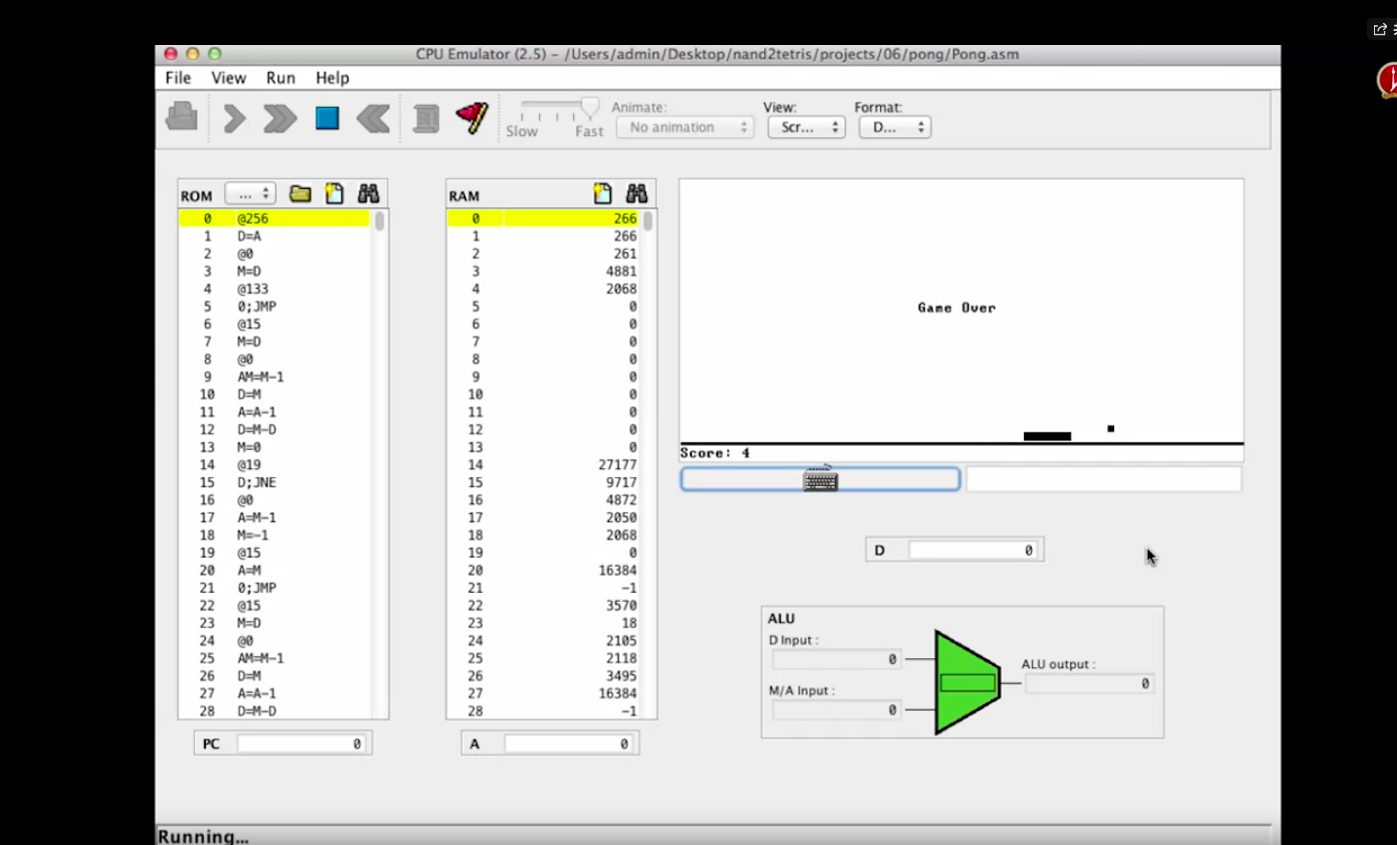 CPU Emulator (2.5) - /Users/admin/Desktop/nand2tetris/projects/06/pong/Pong.asm
File View Run Help
Slow Fast
Animate:
No animation
View:
Scr...
Format:
D...
ROM ...
0 @256
1 D=A
2 @0
3 M=D
4 @133
5 0;JMP
6 @15
7 M=D
8 @0
9 AM=M-1
10 D=M
11 A=A-1
12 D=M-D
13 M=0
14 @19
15 D;JNE
16 @0
17 A=M-1
18 M=-1
19 @15
20 A=M
21 0;JMP
22 @15
23 M=D
24 @0
25 AM=M-1
26 D=M
27 A=A-1
28 D=M-D
PC 0
RAM
0 266
1 266
2 261
3 4881
4 2068
5 0
6 0
7 0
8 0
9 0
10 0
11 0
12 0
13 0
14 27177
15 9717
16 4872
17 2050
18 2068
19 0
20 16384
21 -1
22 3570
23 18
24 2105
25 2118
26 3495
27 16384
28 -1
A 0
Game Over
Score: 4
D 0
ALU
D Input :
0
M/A Input :
0
ALU output :
0
Running...